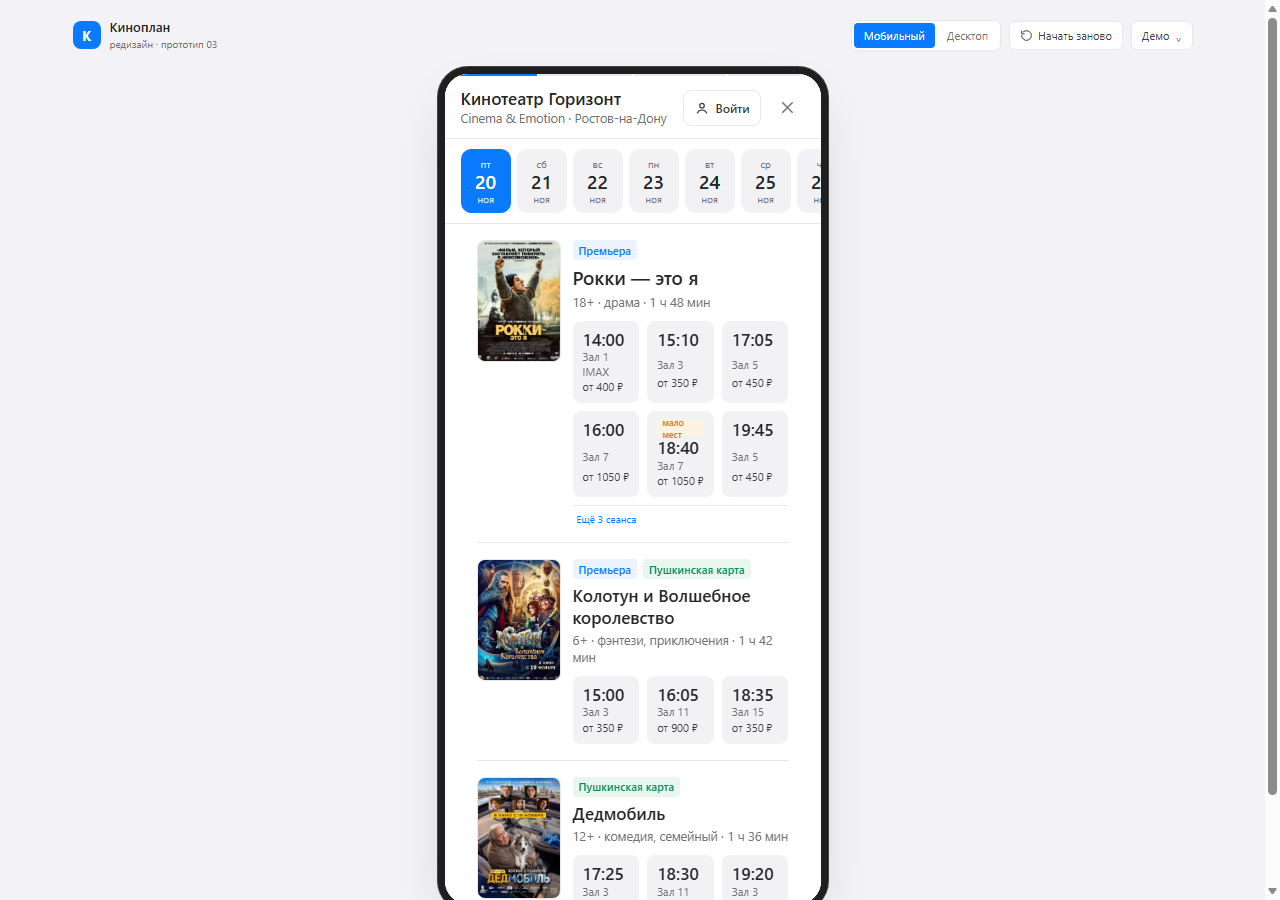 К
Киноплан
редизайн · прототип 03
Мобильный
Десктоп
Начать заново
Демо
Кинотеатр Горизонт
Cinema & Emotion · Ростов-на-Дону
Войти
пт
20
ноя
сб
21
ноя
вс
22
ноя
пн
23
ноя
вт
24
ноя
ср
25
ноя
РОККИ
ЭТО Я
Премьера
Рокки — это я
18+ · драма · 1 ч 48 мин
14:00
Зал 1
IMAX
от 400 ₽
15:10
Зал 3
от 350 ₽
17:05
Зал 5
от 450 ₽
16:00
Зал 7
от 1050 ₽
мало
мест
18:40
Зал 7
от 1050 ₽
19:45
Зал 5
от 450 ₽
Ещё 3 сеанса
Премьера
Пушкинская карта
Колотун и Волшебное
королевство
6+ · фэнтези, приключения · 1 ч 42
мин
15:00
Зал 3
от 350 ₽
16:05
Зал 11
от 900 ₽
18:35
Зал 15
от 350 ₽
ДЕДМОБИЛЬ
Пушкинская карта
Дедмобиль
12+ · комедия, семейный · 1 ч 36 мин
17:25
Зал 3
18:30
Зал 11
19:20
Зал 3